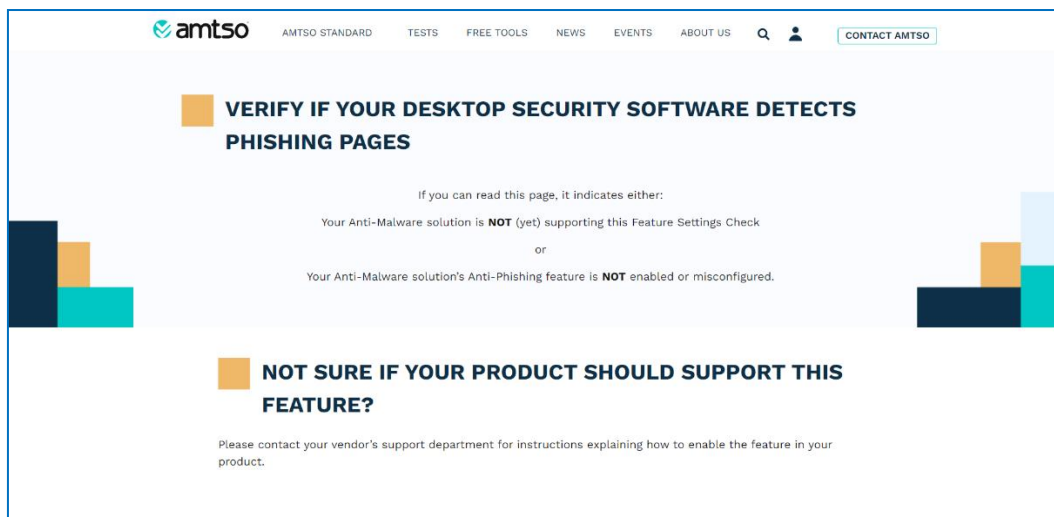 amtso
AMTSO STANDARD TESTS FREE TOOLS NEWS EVENTS ABOUT US CONTACT AMTSO
VERIFY IF YOUR DESKTOP SECURITY SOFTWARE DETECTS
PHISHING PAGES
If you can read this page, it indicates either:
Your Anti-Malware solution is NOT (yet) supporting this Feature Settings Check
or
Your Anti-Malware solution's Anti-Phishing feature is NOT enabled or misconfigured.
NOT SURE IF YOUR PRODUCT SHOULD SUPPORT THIS
FEATURE?
Please contact your vendor's support department for instructions explaining how to enable the feature in your
product.